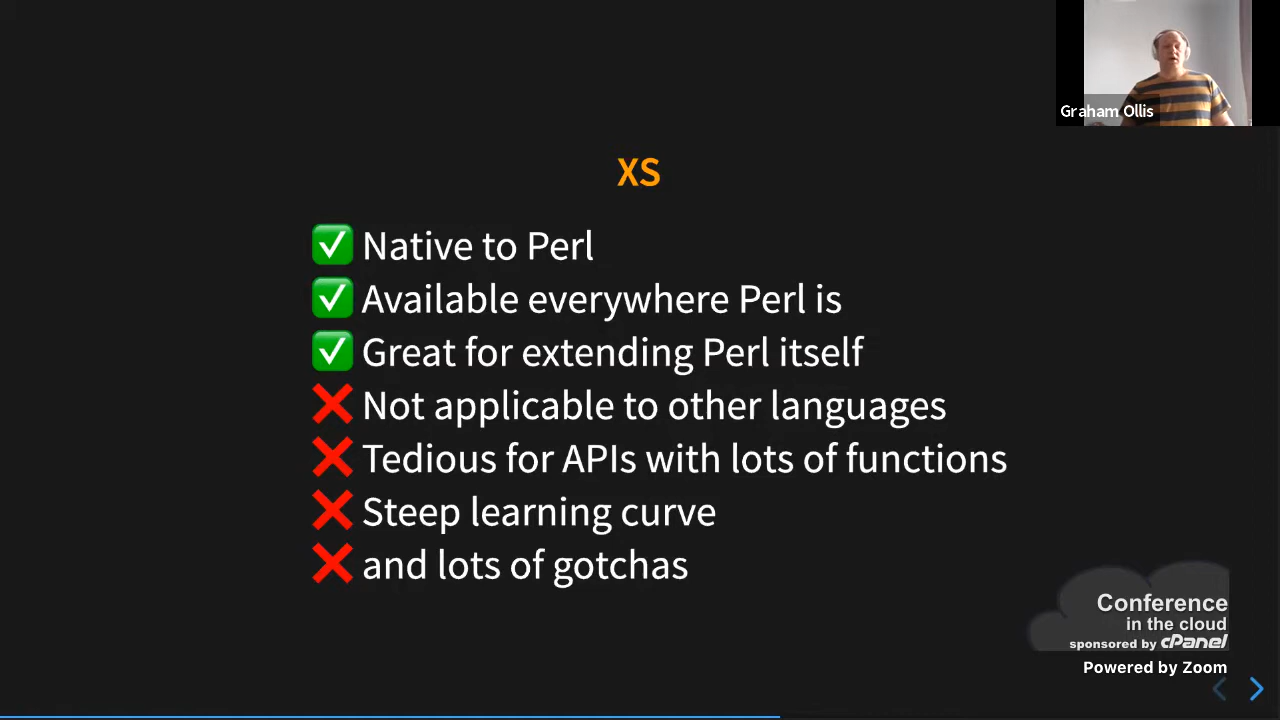 Graham Ollis
XS
✅ Native to Perl
✅ Available everywhere Perl is
✅ Great for extending Perl itself
❌ Not applicable to other languages
❌ Tedious for APIs with lots of functions
❌ Steep learning curve
❌ and lots of gotchas
Conference
in the cloud
sponsored by cPanel
Powered by Zoom